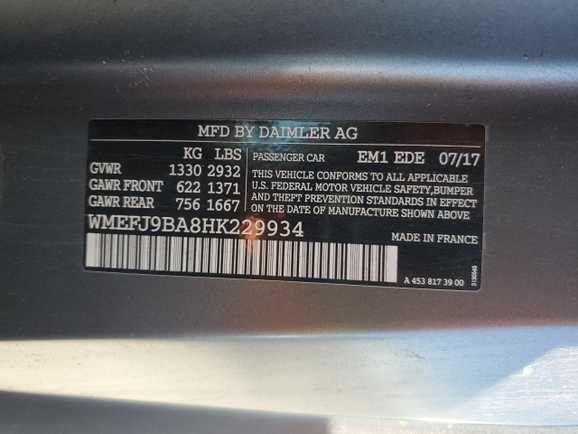 MFD BY DAIMLER AG
KG LBS
GVWR 1330 2932
GAWR FRONT 622 1371
GAWR REAR 756 1667
PASSENGER CAR EM1 EDE 07/17
THIS VEHICLE CONFORMS TO ALL APPLICABLE
U.S. FEDERAL MOTOR VEHICLE SAFETY,BUMPER
AND THEFT PREVENTION STANDARDS IN EFFECT
ON THE DATE OF MANUFACTURE SHOWN ABOVE.
WMEFJ9BA8HK229934
MADE IN FRANCE
A 453 817 39 00